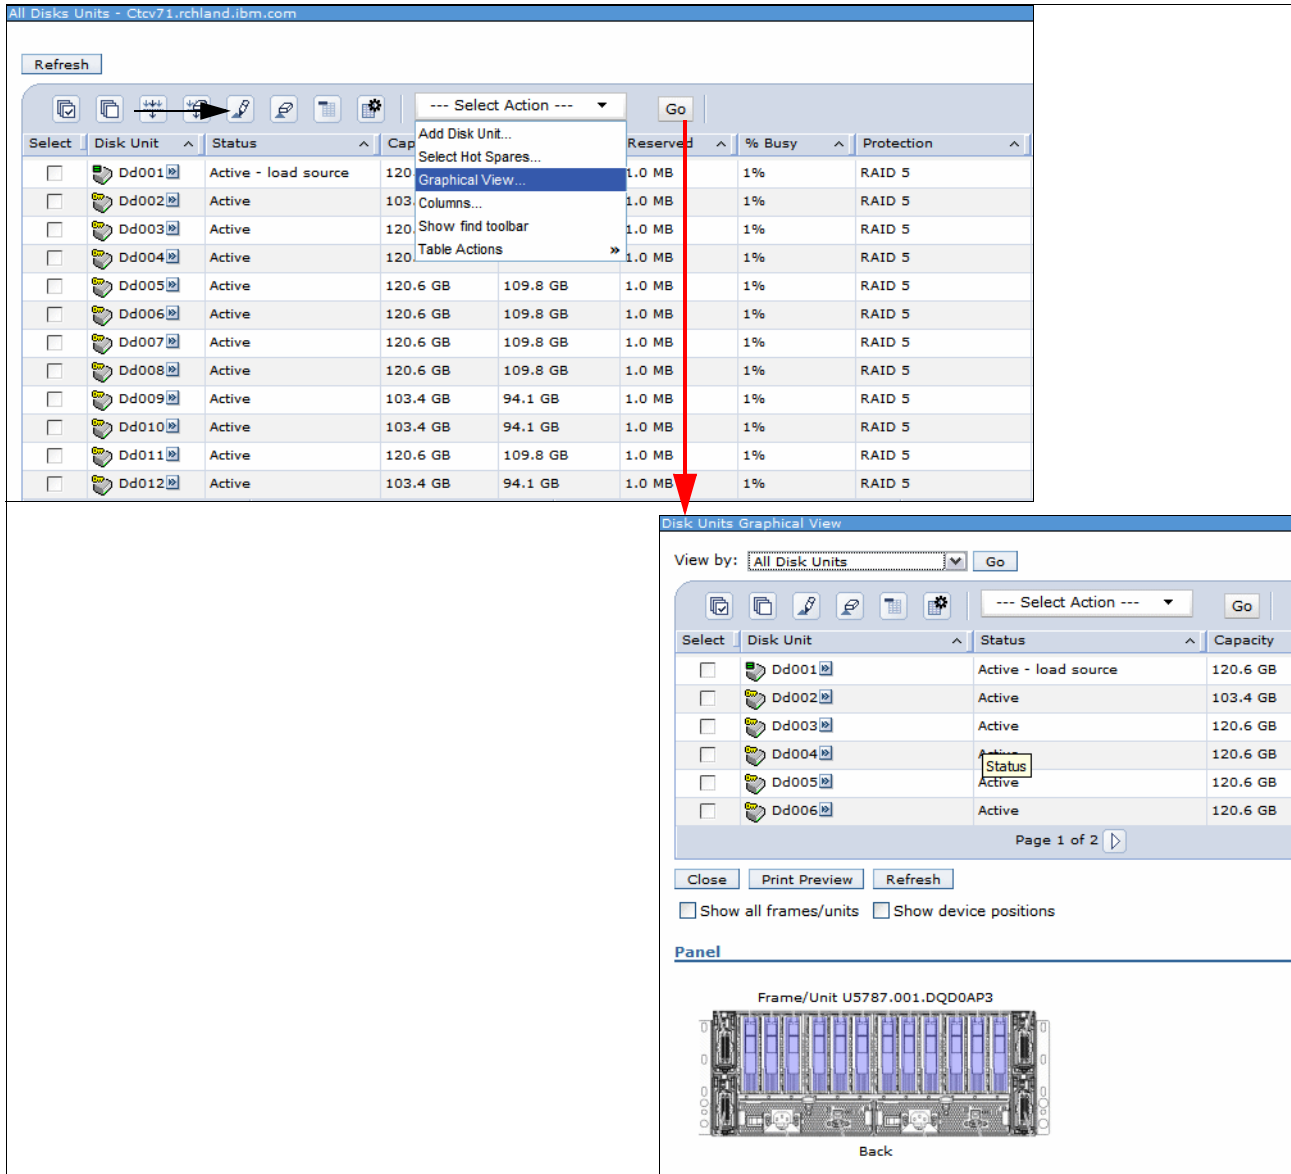 All Disks Units - Ctcv71.rchland.ibm.com
Refresh
--- Select Action --- Go
Select Disk Unit Status Cap Reserved % Busy Protection
Add Disk Unit...
Select Hot Spares...
Graphical View...
Columns...
Show find toolbar
Table Actions »
Dd001 Active - load source 120. 1.0 MB 1% RAID 5
Dd002 Active 103. 1.0 MB 1% RAID 5
Dd003 Active 120. 1.0 MB 1% RAID 5
Dd004 Active 120. 1.0 MB 1% RAID 5
Dd005 Active 120.6 GB 109.8 GB 1.0 MB 1% RAID 5
Dd006 Active 120.6 GB 109.8 GB 1.0 MB 1% RAID 5
Dd007 Active 120.6 GB 109.8 GB 1.0 MB 1% RAID 5
Dd008 Active 120.6 GB 109.8 GB 1.0 MB 1% RAID 5
Dd009 Active 103.4 GB 94.1 GB 1.0 MB 1% RAID 5
Dd010 Active 103.4 GB 94.1 GB 1.0 MB 1% RAID 5
Dd011 Active 120.6 GB 109.8 GB 1.0 MB 1% RAID 5
Dd012 Active 103.4 GB 94.1 GB 1.0 MB 1% RAID 5
Disk Units Graphical View
View by: All Disk Units Go
--- Select Action --- Go
Select Disk Unit Status Capacity
Dd001 Active - load source 120.6 GB
Dd002 Active 103.4 GB
Dd003 Active 120.6 GB
Dd004 Active 120.6 GB
Status
Dd005 Active 120.6 GB
Dd006 Active 120.6 GB
Page 1 of 2
Close Print Preview Refresh
Show all frames/units Show device positions
Panel
Frame/Unit U5787.001.DQD0AP3
Back